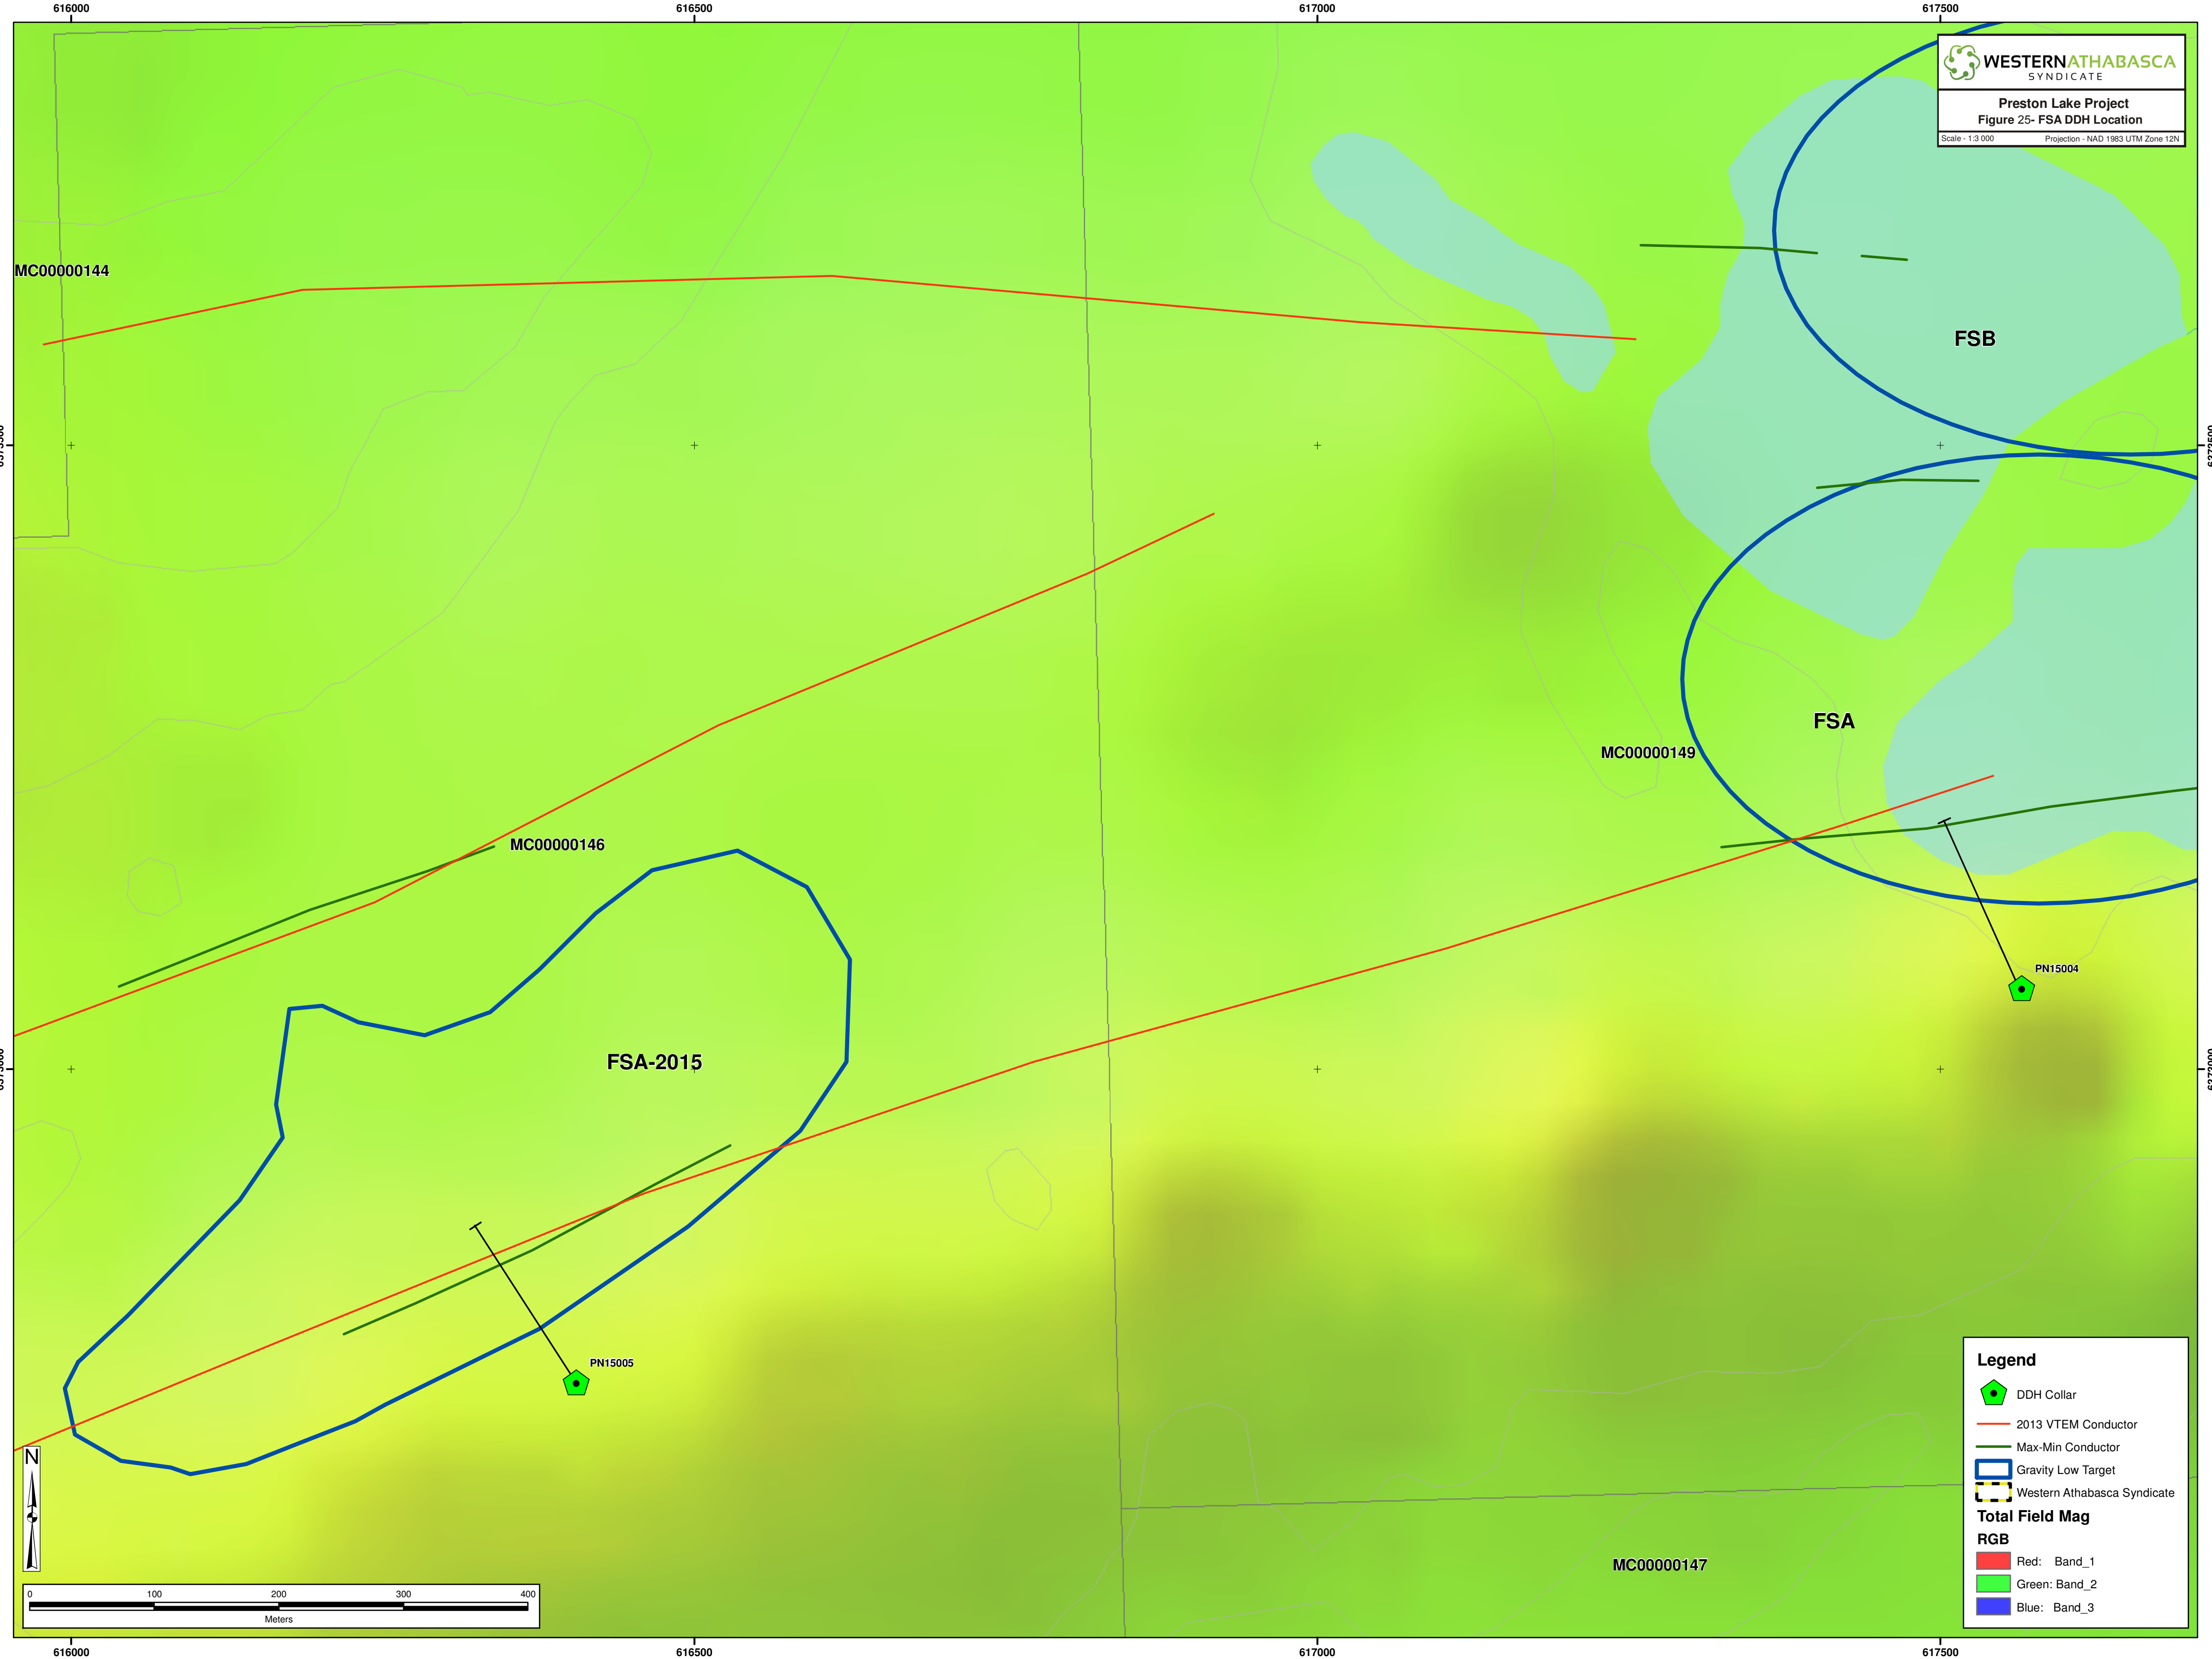 616000
616500
617000
617500
WESTERNATHABASCA
SYNDICATE
Preston Lake Project
Figure 25- FSA DDH Location
Scale - 1:3 000
Projection - NAD 1983 UTM Zone 12N
MC00000144
FSB
FSA
MC00000149
MC00000146
PN15004
FSA-2015
PN15005
MC00000147
N
0 100 200 300 400
Meters
Legend
DDH Collar
2013 VTEM Conductor
Max-Min Conductor
Gravity Low Target
Western Athabasca Syndicate
Total Field Mag
RGB
Red: Band_1
Green: Band_2
Blue: Band_3
616000
616500
617000
617500